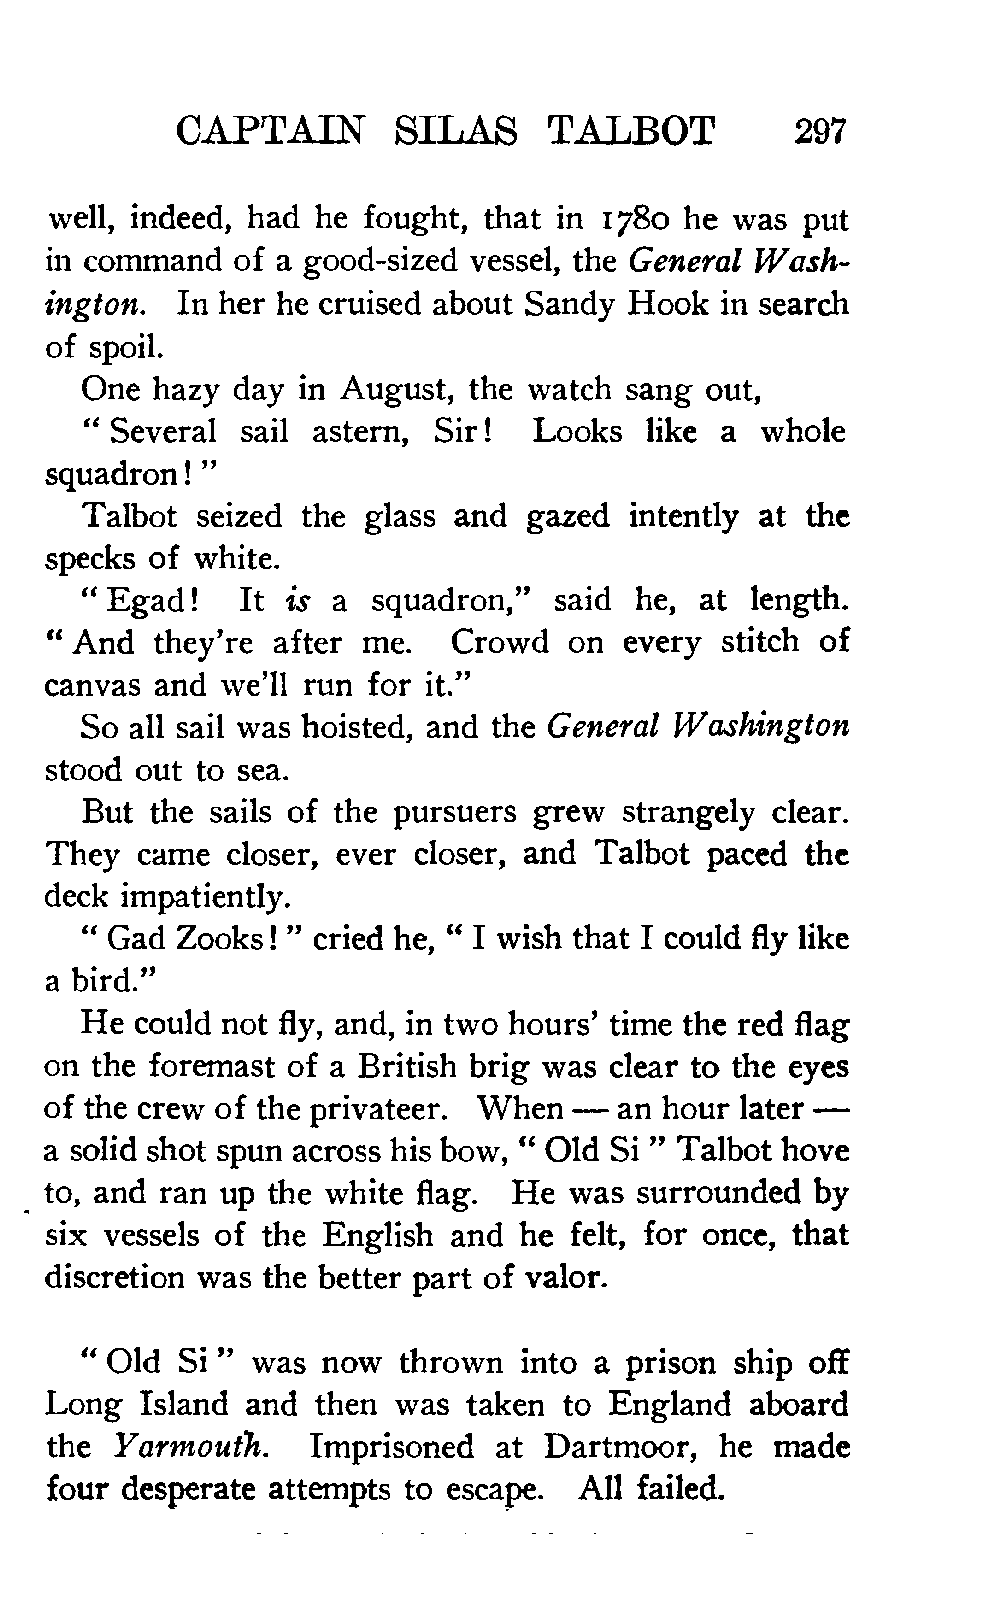 CAPTAIN SILAS TALBOT 297
well, indeed, had he fought, that in 1780 he was put
in command of a good-sized vessel, the General Wash-
ington. In her he cruised about Sandy Hook in search
of spoil.
One hazy day in August, the watch sang out,
" Several sail astern, Sir! Looks like a whole
squadron! "
Talbot seized the glass and gazed intently at the
specks of white.
" Egad! It is a squadron," said he, at length.
" And they're after me. Crowd on every stitch of
canvas and we'll run for it."
So all sail was hoisted, and the General Washington
stood out to sea.
But the sails of the pursuers grew strangely clear.
They came closer, ever closer, and Talbot paced the
deck impatiently.
" Gad Zooks! " cried he, " I wish that I could fly like
a bird."
He could not fly, and, in two hours' time the red flag
on the foremast of a British brig was clear to the eyes
of the crew of the privateer. When — an hour later —
a solid shot spun across his bow, " Old Si " Talbot hove
to, and ran up the white flag. He was surrounded by
six vessels of the English and he felt, for once, that
discretion was the better part of valor.
" Old Si " was now thrown into a prison ship off
Long Island and then was taken to England aboard
the Yarmouth. Imprisoned at Dartmoor, he made
four desperate attempts to escape. All failed.